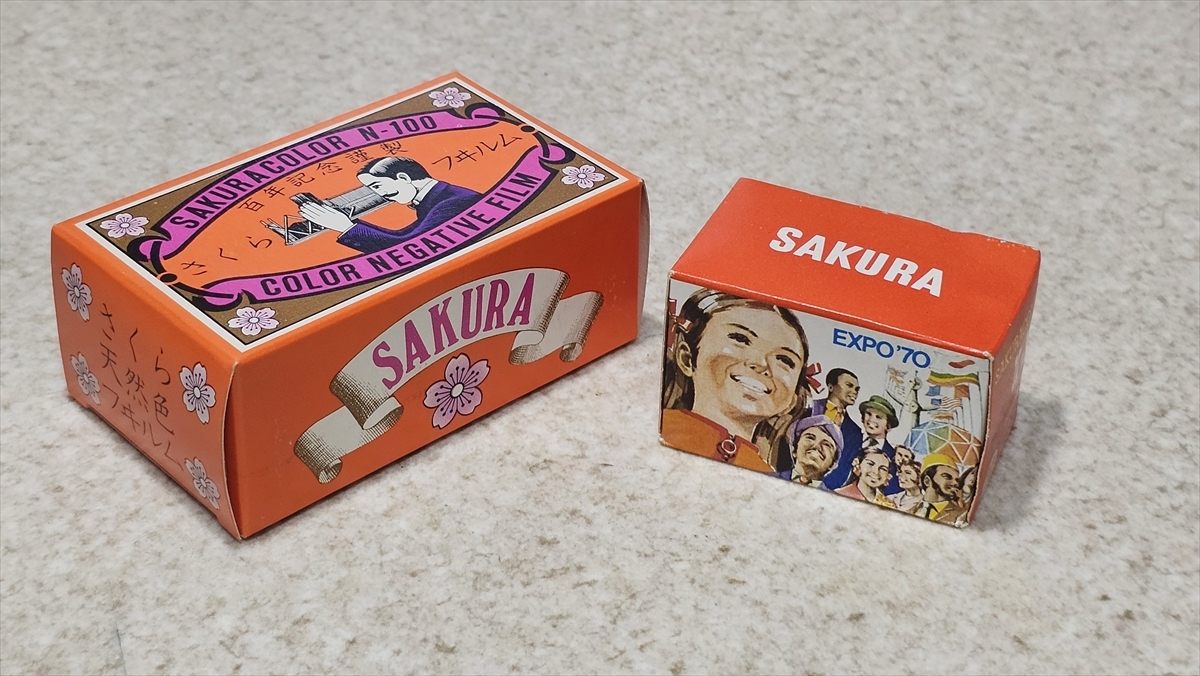 SAKURACOLOR N-100
百年記念謹製
さくら フヰルム
COLOR NEGATIVE FILM
SAKURA
さくら
天然色
フヰルム
SAKURA
EXPO'70